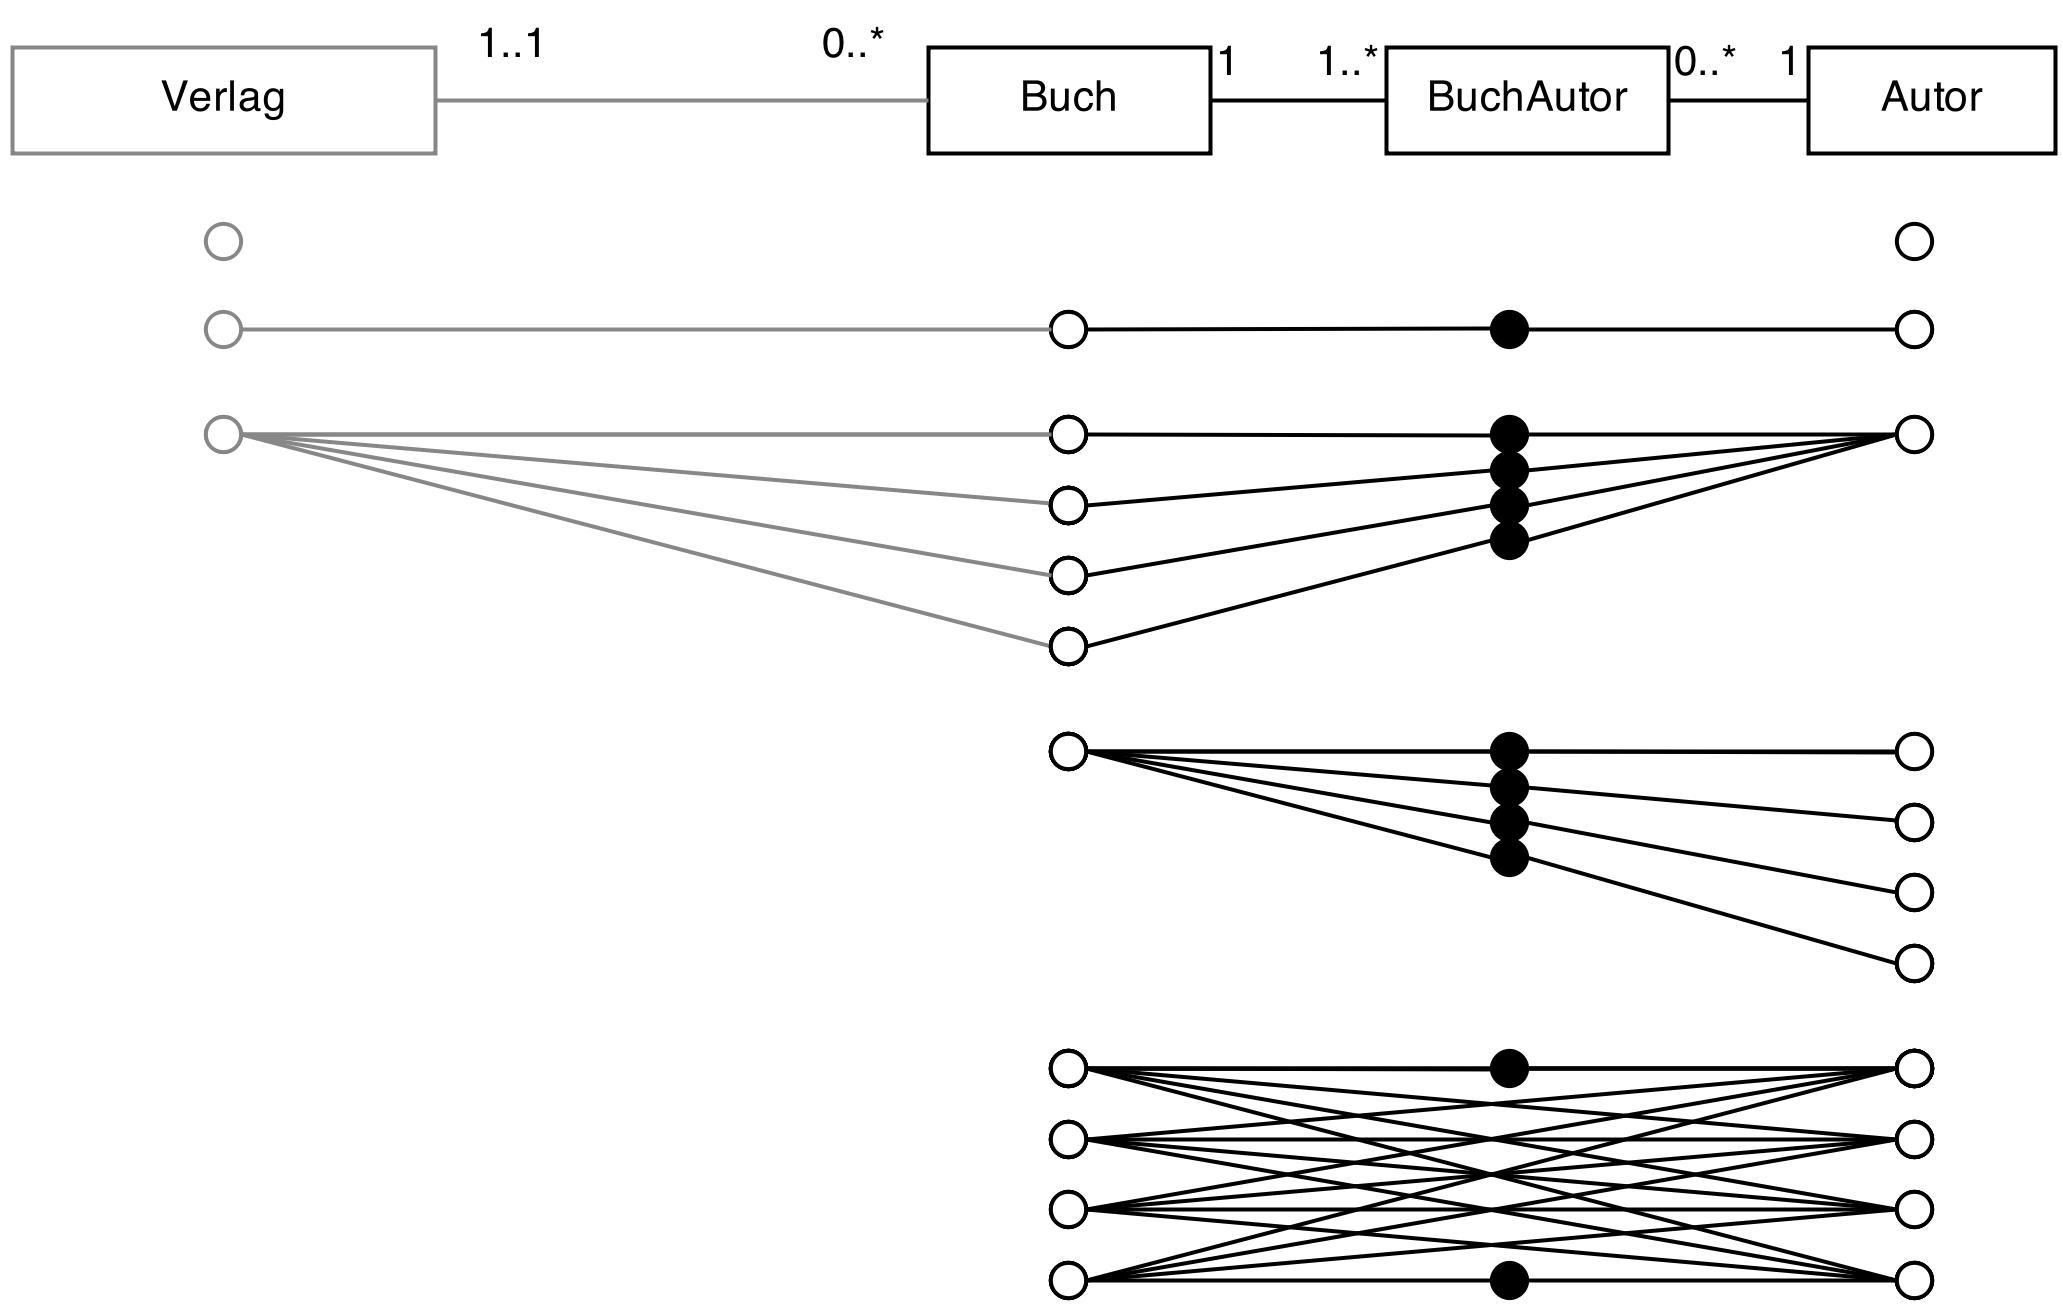 1..1 0..*
Verlag Buch 1 1..* BuchAutor 0..* 1 Autor